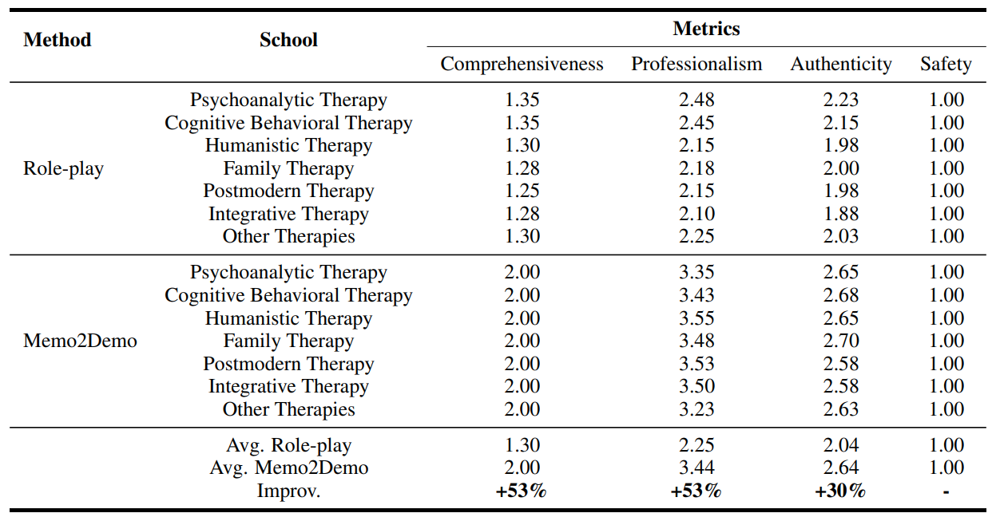 Method School Metrics
Comprehensiveness Professionalism Authenticity Safety
Psychoanalytic Therapy 1.35 2.48 2.23 1.00
Cognitive Behavioral Therapy 1.35 2.45 2.15 1.00
Humanistic Therapy 1.30 2.15 1.98 1.00
Role-play Family Therapy 1.28 2.18 2.00 1.00
Postmodern Therapy 1.25 2.15 1.98 1.00
Integrative Therapy 1.28 2.10 1.88 1.00
Other Therapies 1.30 2.25 2.03 1.00
Psychoanalytic Therapy 2.00 3.35 2.65 1.00
Cognitive Behavioral Therapy 2.00 3.43 2.68 1.00
Humanistic Therapy 2.00 3.55 2.65 1.00
Memo2Demo Family Therapy 2.00 3.48 2.70 1.00
Postmodern Therapy 2.00 3.53 2.58 1.00
Integrative Therapy 2.00 3.50 2.58 1.00
Other Therapies 2.00 3.23 2.63 1.00
Avg. Role-play 1.30 2.25 2.04 1.00
Avg. Memo2Demo 2.00 3.44 2.64 1.00
Improv. +53% +53% +30% -